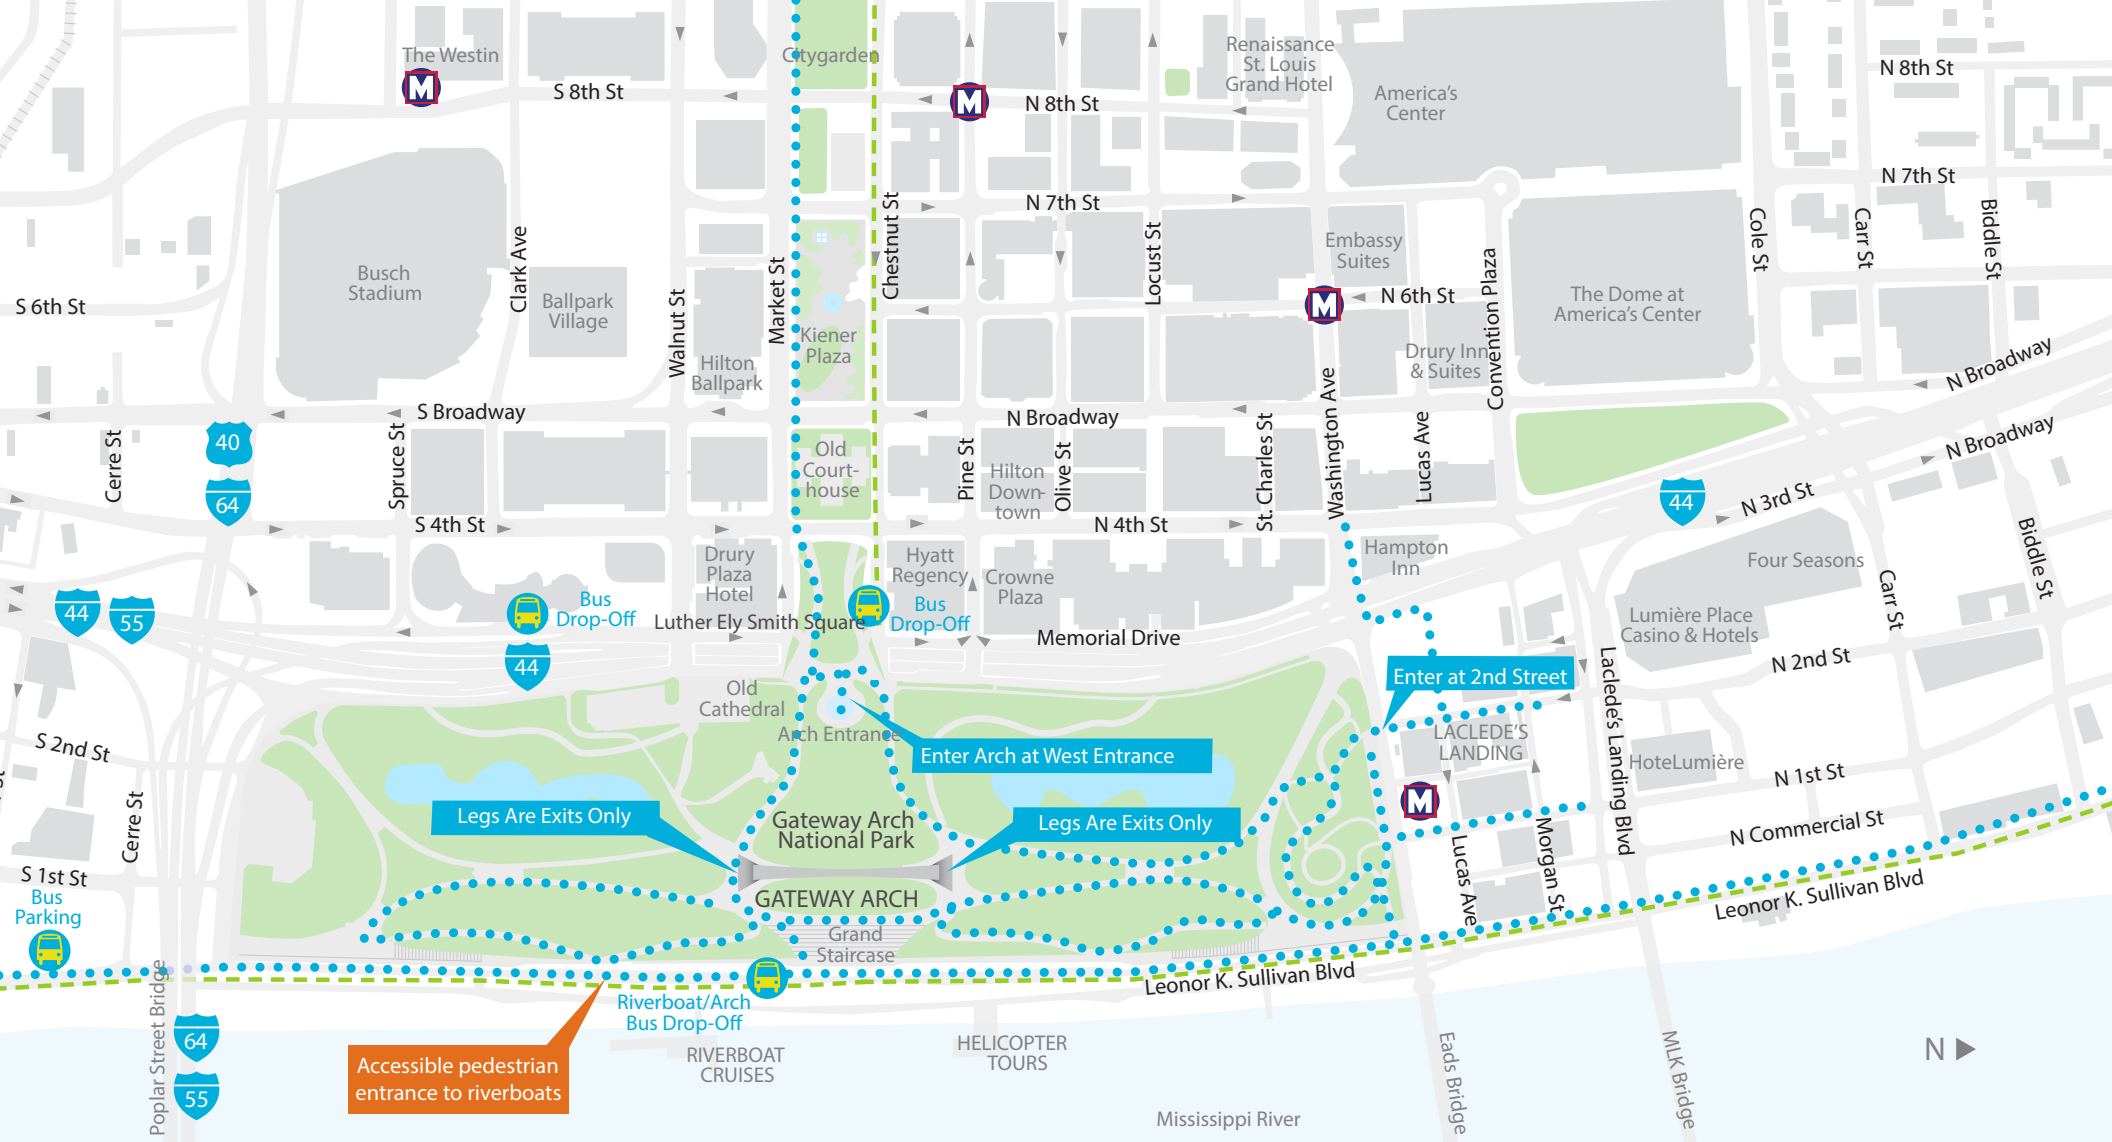 The Westin
M
S 8th St
Citygarden
M
N 8th St
Renaissance
St. Louis
Grand Hotel
America's
Center
N 8th St
N 7th St
N 7th St
Busch
Stadium
S 6th St
Clark Ave
Ballpark
Village
Walnut St
Hilton
Ballpark
Market St
Kiener
Plaza
Chestnut St
Locust St
Embassy
Suites
M
N 6th St
Drury Inn
& Suites
Convention Plaza
The Dome at
America's Center
Cole St
Carr St
Biddle St
N Broadway
N Broadway
S Broadway
N Broadway
Cerre St
40
64
Spruce St
S 4th St
Old
Court-
house
Pine St
Hilton
Down-
town
Olive St
N 4th St
St. Charles St
Washington Ave
Lucas Ave
44
N 3rd St
Biddle St
Hampton
Inn
Four Seasons
Lumière Place
Casino & Hotels
Carr St
N 2nd St
44
55
Bus
Drop-Off
44
Drury
Plaza
Hotel
Luther Ely Smith Square
Hyatt
Regency
Bus
Drop-Off
Crowne
Plaza
Memorial Drive
Old
Cathedral
Arch Entrance
Enter Arch at West Entrance
Enter at 2nd Street
LACLEDE'S
LANDING
Laclede's Landing Blvd
HoteLumière
N 1st St
N Commercial St
M
Lucas Ave
Morgan St
S 2nd St
Cerre St
S 1st St
Bus
Parking
Legs Are Exits Only
Gateway Arch
National Park
Legs Are Exits Only
GATEWAY ARCH
Grand
Staircase
Leonor K. Sullivan Blvd
Leonor K. Sullivan Blvd
Riverboat/Arch
Bus Drop-Off
Poplar Street Bridge
64
55
Accessible pedestrian
entrance to riverboats
RIVERBOAT
CRUISES
HELICOPTER
TOURS
Mississippi River
Eads Bridge
MLK Bridge
N